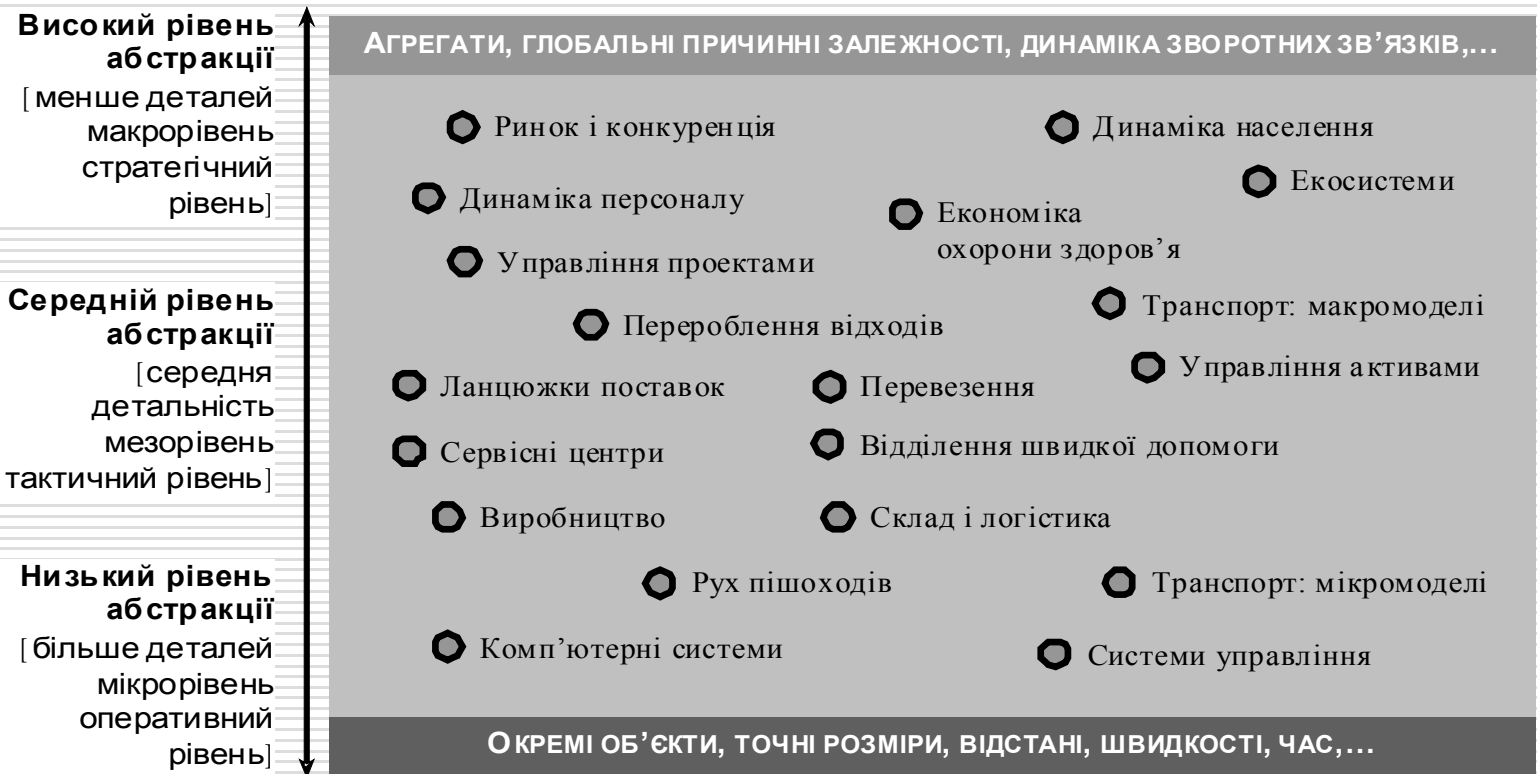 Високий рівень
абстракції
[менше деталей
макрорівень
стратегічний
рівень]
Середній рівень
абстракції
[середня
детальність
мезорівень
тактичний рівень]
Низький рівень
абстракції
[більше деталей
мікрорівень
оперативний
рівень]
АГРЕГАТИ, ГЛОБАЛЬНІ ПРИЧИННІ ЗАЛЕЖНОСТІ, ДИНАМІКА ЗВОРОТНИХ ЗВ’ЯЗКІВ,...
Ринок і конкуренція
Динаміка населення
Екосистеми
Динаміка персоналу
Економіка
охорони здоров’я
Управління проектами
Транспорт: макромоделі
Перероблення відходів
Управління активами
Ланцюжки поставок
Перевезення
Сервісні центри
Відділення швидкої допомоги
Виробництво
Склад і логістика
Рух пішоходів
Транспорт: мікромоделі
Комп’ютерні системи
Системи управління
ОКРЕМІ ОБ’ЄКТИ, ТОЧНІ РОЗМІРИ, ВІДСТАНІ, ШВИДКОСТІ, ЧАС,...